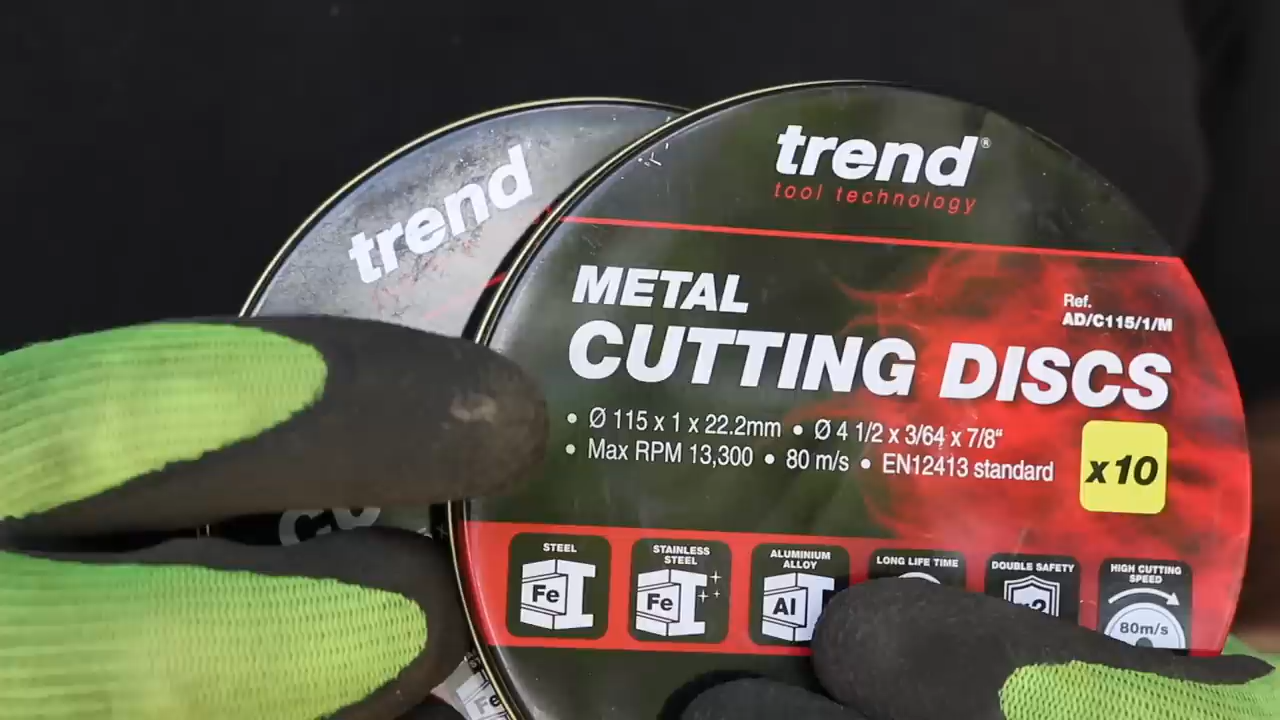 trend
trend®
tool technology
Ref.
AD/C115/1/M
METAL
CUTTING DISCS
• Ø 115 x 1 x 22.2mm • Ø 4 1/2 x 3/64 x 7/8"
• Max RPM 13,300 • 80 m/s • EN12413 standard
x10
STEEL
Fe
STAINLESS
STEEL
Fe
ALUMINIUM
ALLOY
Al
LONG LIFE TIME
DOUBLE SAFETY
x2
HIGH CUTTING
SPEED
80m/s
CU